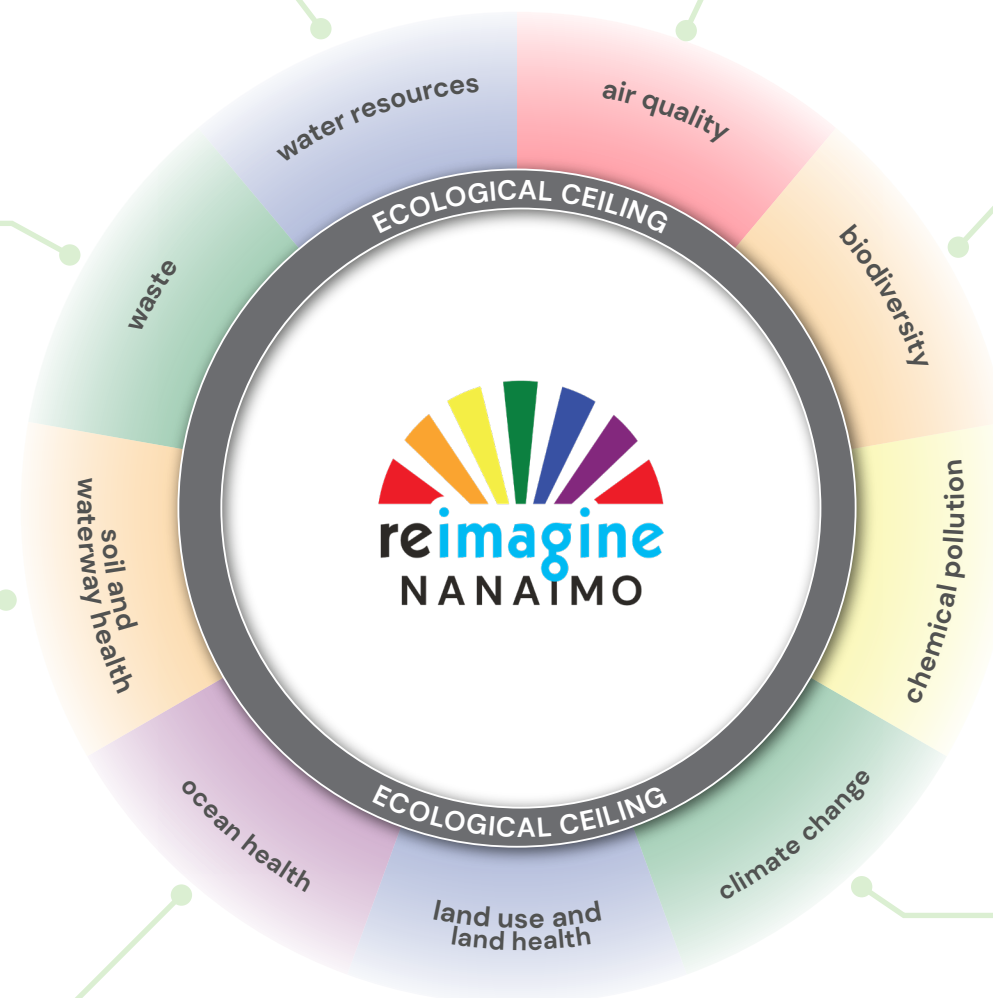 water resources
air quality
ECOLOGICAL CEILING
biodiversity
waste
chemical pollution
soil and
waterway health
reimagine
NANAIMO
climate change
ocean health
ECOLOGICAL CEILING
land use and
land health